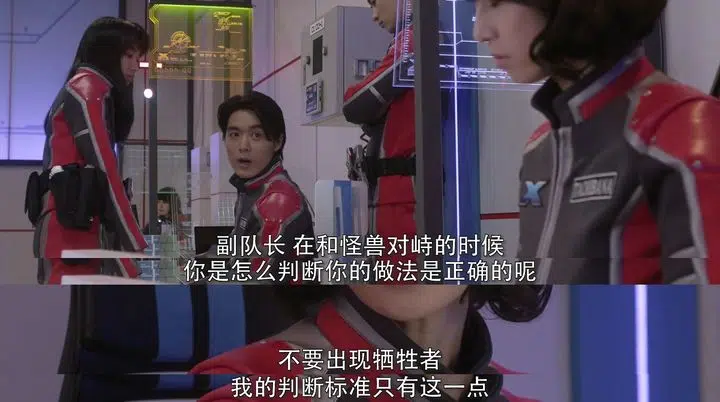 X
TACHIBANA
副队长 在和怪兽对峙的时候
你是怎么判断你的做法是正确的呢
不要出现牺牲者
我的判断标准只有这一点